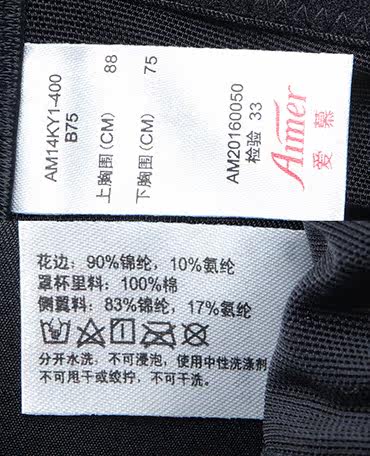 AM14KY1-400
B75
上胸围(CM) 88
下胸围(CM) 75
AM20160050
检验 33
Aimer
爱慕
花边：90%锦纶，10%氨纶
罩杯里料：100%棉
侧翼料：83%锦纶，17%氨纶
分开水洗，不可浸泡，使用中性洗涤剂
不可甩干或绞拧，不可干洗